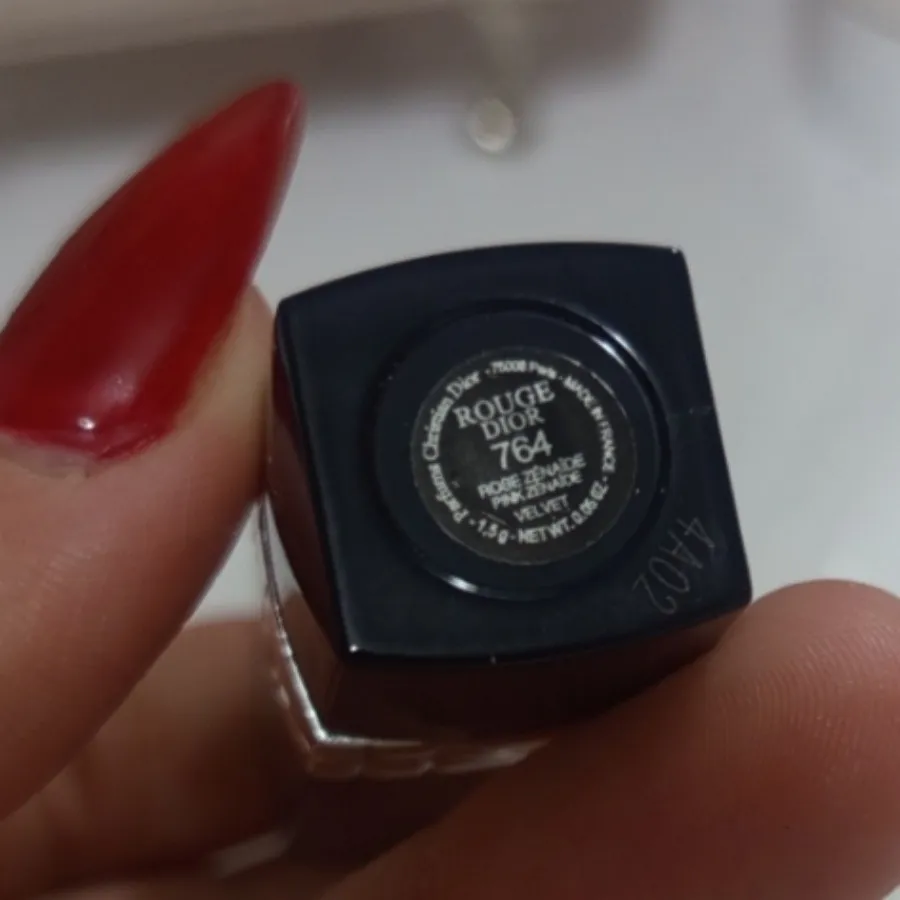 Parfums Christian Dior - 75008 Paris - MADE IN FRANCE
ROUGE
DIOR
764
ROSE ZÉNAÏDE
PINK ZÉNAÏDE
VELVET
- 1,5 g - NET WT. 0.05 OZ -
4A02